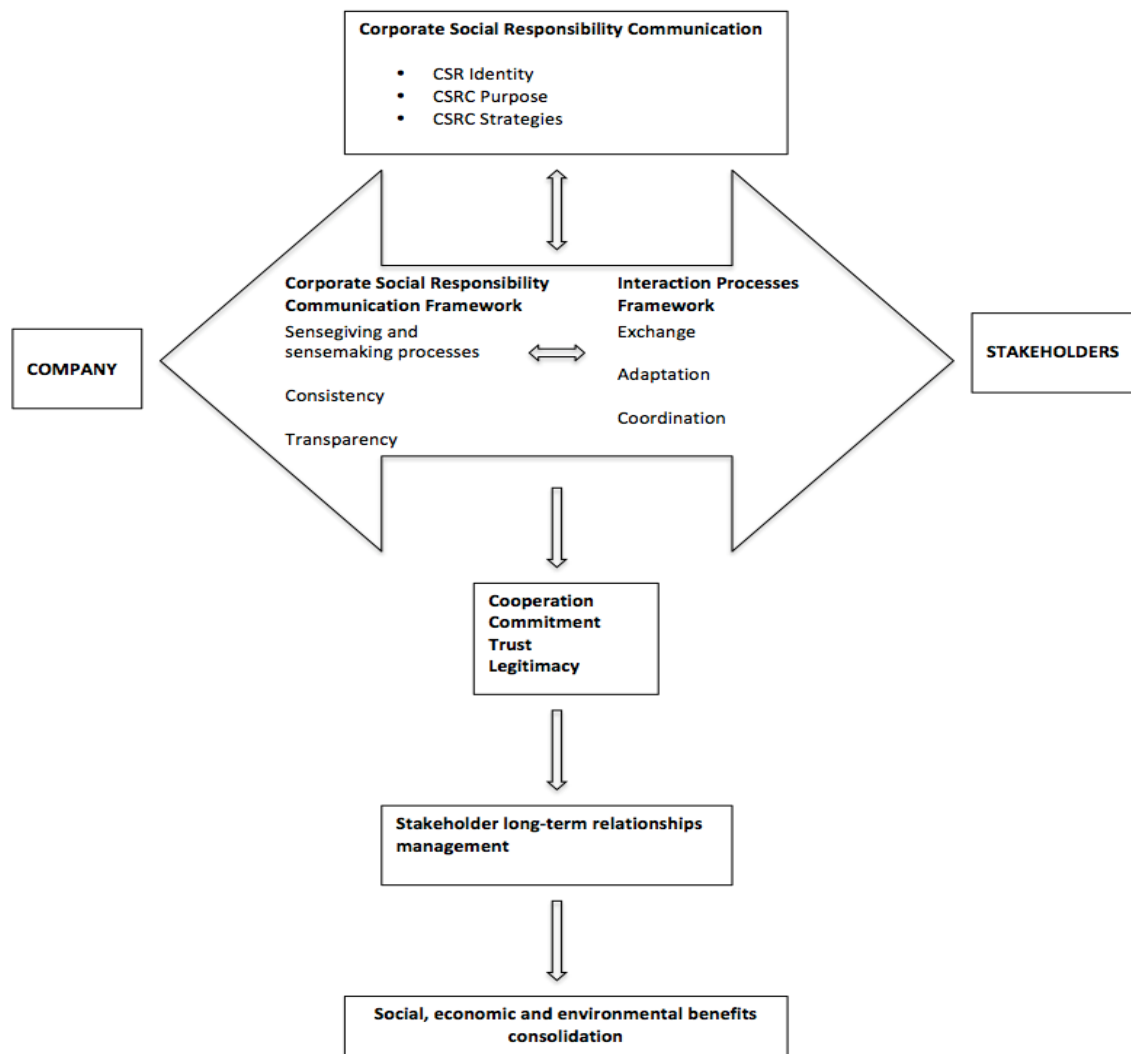 Corporate Social Responsibility Communication
• CSR Identity
• CSRC Purpose
• CSRC Strategies
COMPANY
Corporate Social Responsibility
Communication Framework
Sensegiving and
sensemaking processes
Consistency
Transparency
Interaction Processes
Framework
Exchange
Adaptation
Coordination
STAKEHOLDERS
Cooperation
Commitment
Trust
Legitimacy
Stakeholder long-term relationships
management
Social, economic and environmental benefits
consolidation